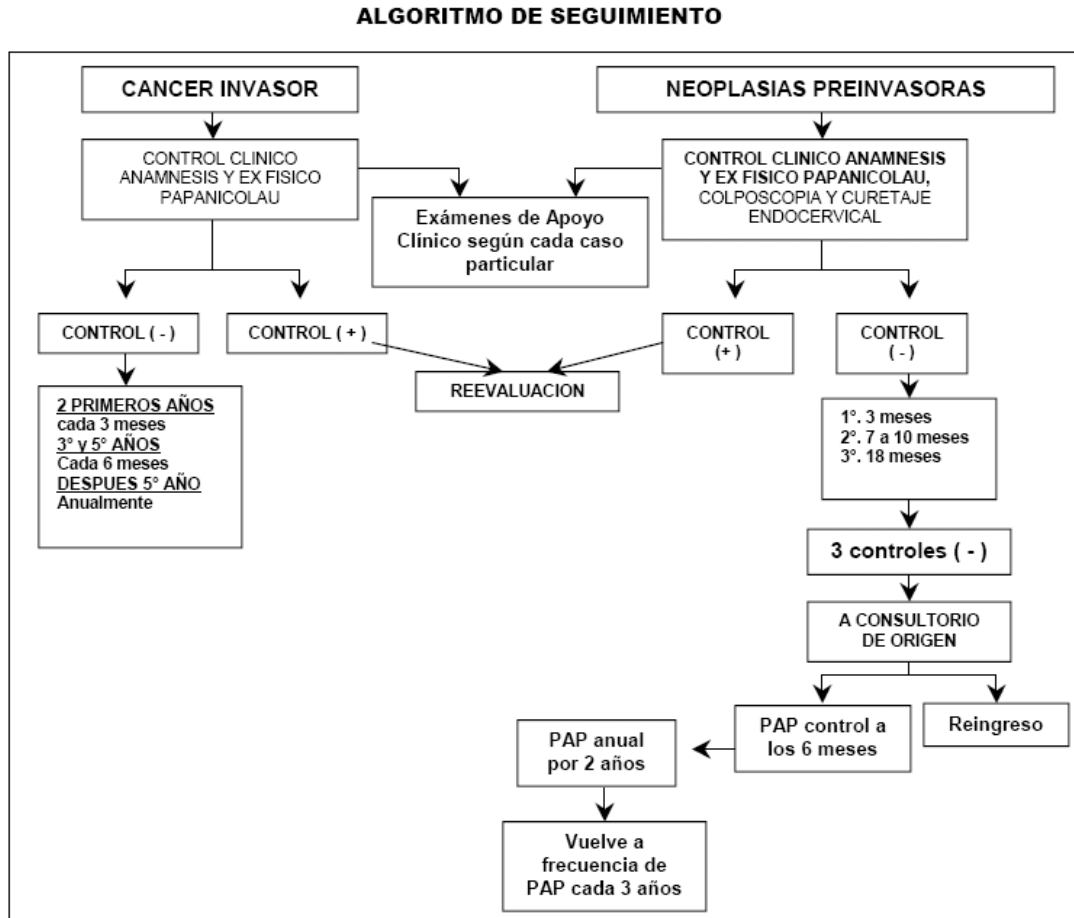 ALGORITMO DE SEGUIMIENTO
CANCER INVASOR
NEOPLASIAS PREINVASORAS
CONTROL CLINICO
ANAMNESIS Y EX FISICO
PAPANICOLAU
CONTROL CLINICO ANAMNESIS
Y EX FISICO PAPANICOLAU,
COLPOSCOPIA Y CURETAJE
ENDOCERVICAL
Exámenes de Apoyo
Clínico según cada caso
particular
CONTROL ( - )
CONTROL ( + )
CONTROL
(+ )
CONTROL
( - )
REEVALUACION
2 PRIMEROS AÑOS
cada 3 meses
3° y 5° AÑOS
Cada 6 meses
DESPUES 5° AÑO
Anualmente
1°. 3 meses
2°. 7 a 10 meses
3°. 18 meses
3 controles ( - )
A CONSULTORIO
DE ORIGEN
PAP control a
los 6 meses
Reingreso
PAP anual
por 2 años
Vuelve a
frecuencia de
PAP cada 3 años